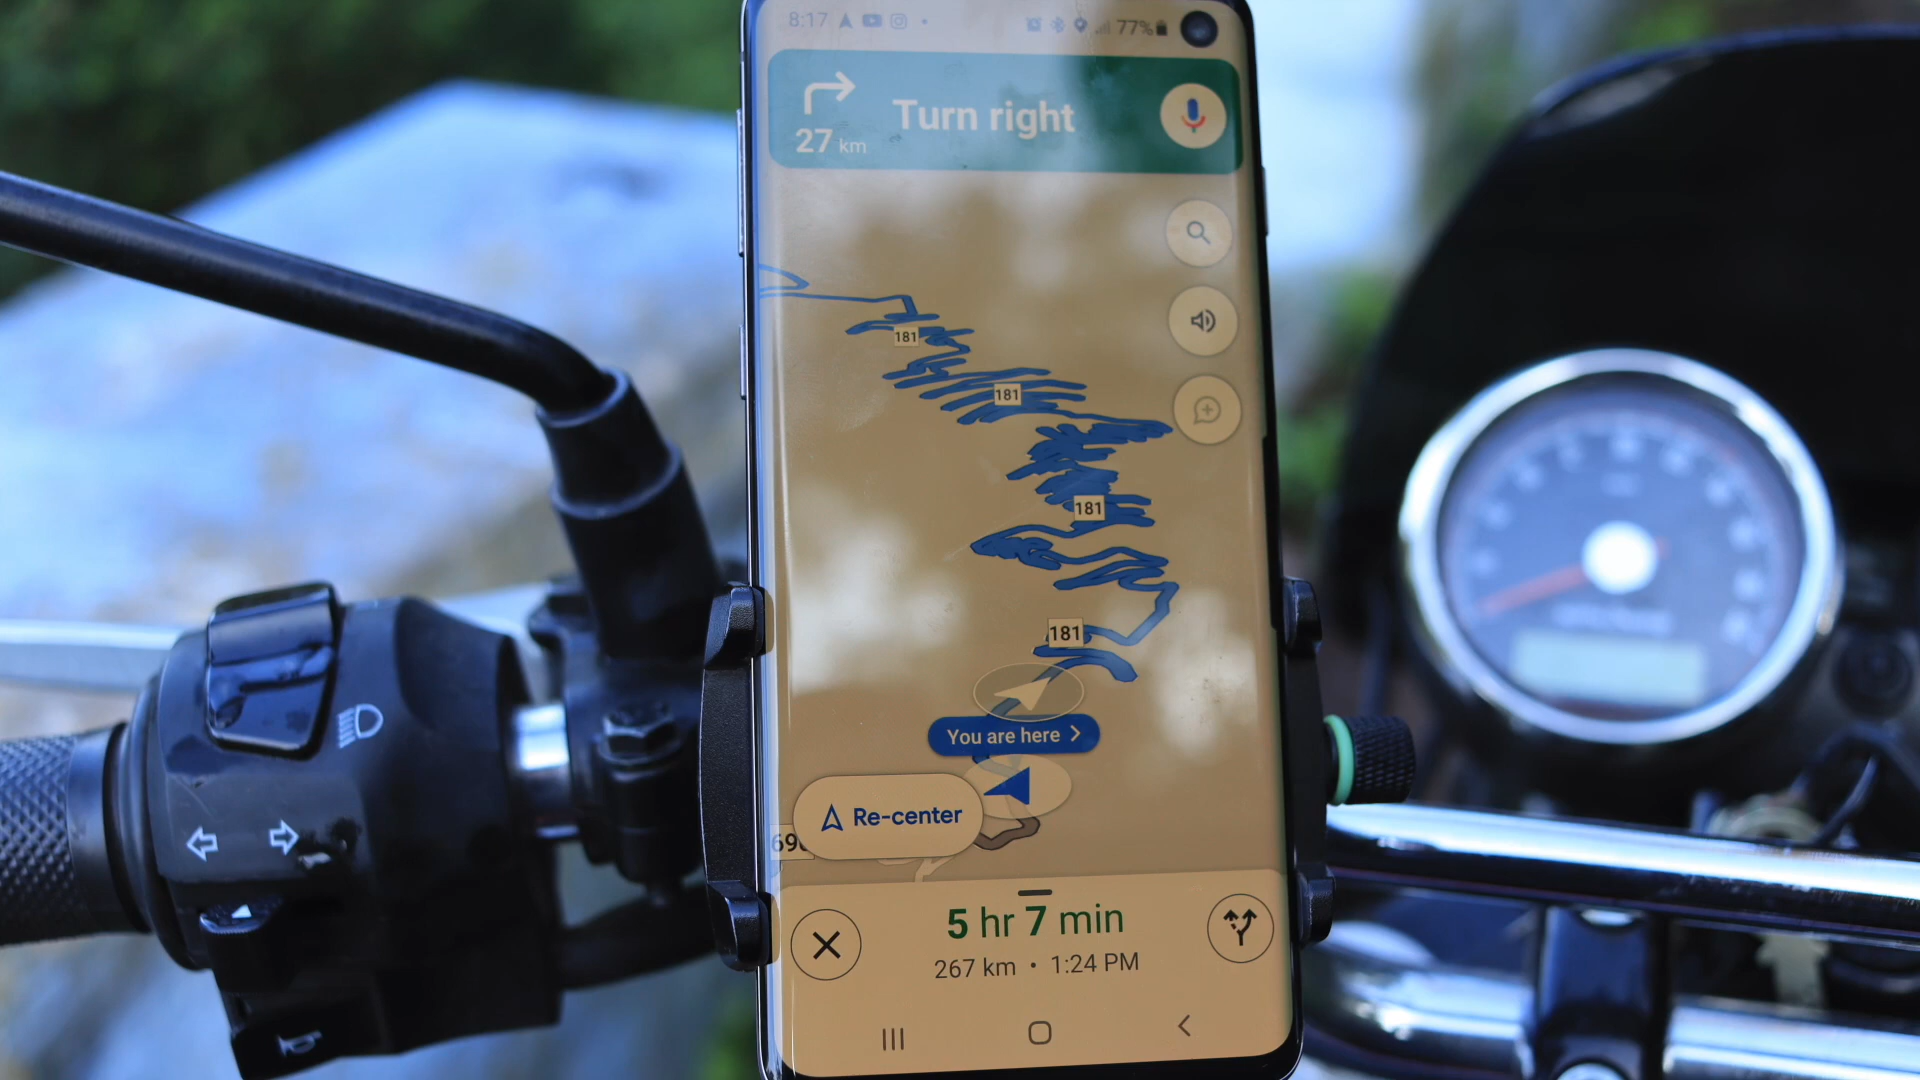 8:17
77%
Turn right
27 km
181
181
181
181
You are here
Re-center
5 hr 7 min
267 km • 1:24 PM